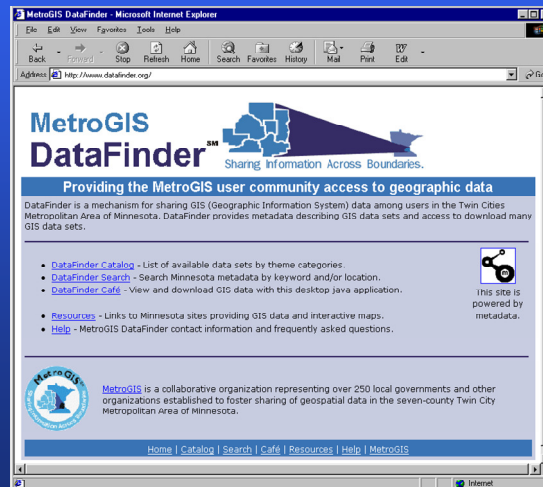 MetroGIS DataFinder - Microsoft Internet Explorer
File Edit View Favorites Tools Help
Back Forward Stop Refresh Home Search Favorites History Mail Print Edit
Address http://www.datafinder.org/ Go
MetroGIS
DataFinder SM
Sharing Information Across Boundaries.
Providing the MetroGIS user community access to geographic data
DataFinder is a mechanism for sharing GIS (Geographic Information System) data among users in the Twin Cities
Metropolitan Area of Minnesota. DataFinder provides metadata describing GIS data sets and access to download many
GIS data sets.
• DataFinder Catalog - List of available data sets by theme categories.
• DataFinder Search - Search Minnesota metadata by keyword and/or location.
• DataFinder Café - View and download GIS data with this desktop java application.
• Resources - Links to Minnesota sites providing GIS data and interactive maps.
• Help - MetroGIS DataFinder contact information and frequently asked questions.
m
This site is
powered by
metadata.
MetroGIS
Sharing Information Across Boundaries
MetroGIS is a collaborative organization representing over 250 local governments and other
organizations established to foster sharing of geospatial data in the seven-county Twin City
Metropolitan Area of Minnesota.
Home | Catalog | Search | Café | Resources | Help | MetroGIS
Internet